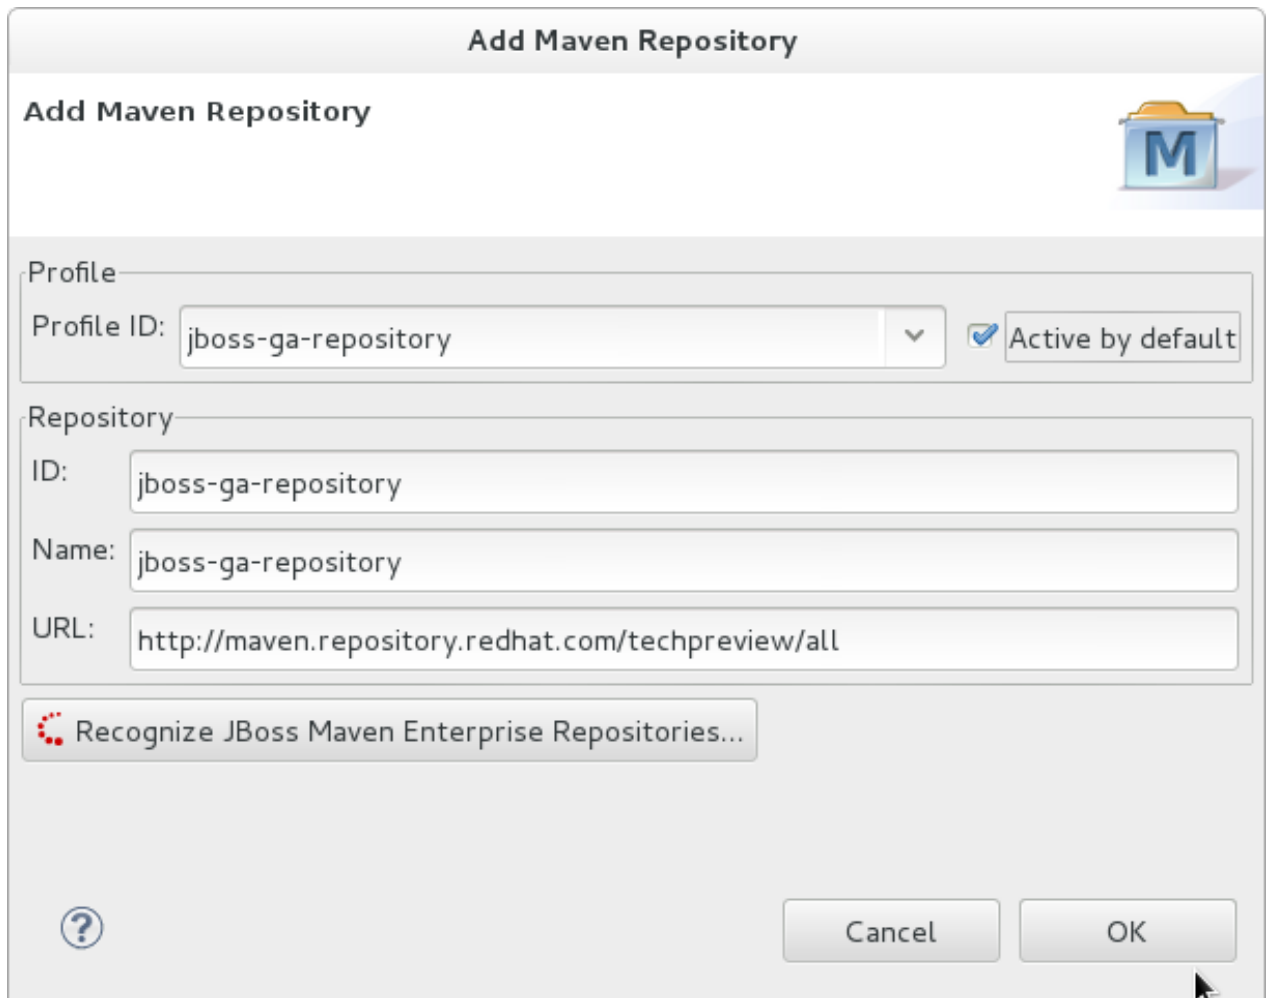 Add Maven Repository
Add Maven Repository
M
Profile
Profile ID: jboss-ga-repository Active by default
Repository
ID: jboss-ga-repository
Name: jboss-ga-repository
URL: http://maven.repository.redhat.com/techpreview/all
Recognize JBoss Maven Enterprise Repositories...
? Cancel OK